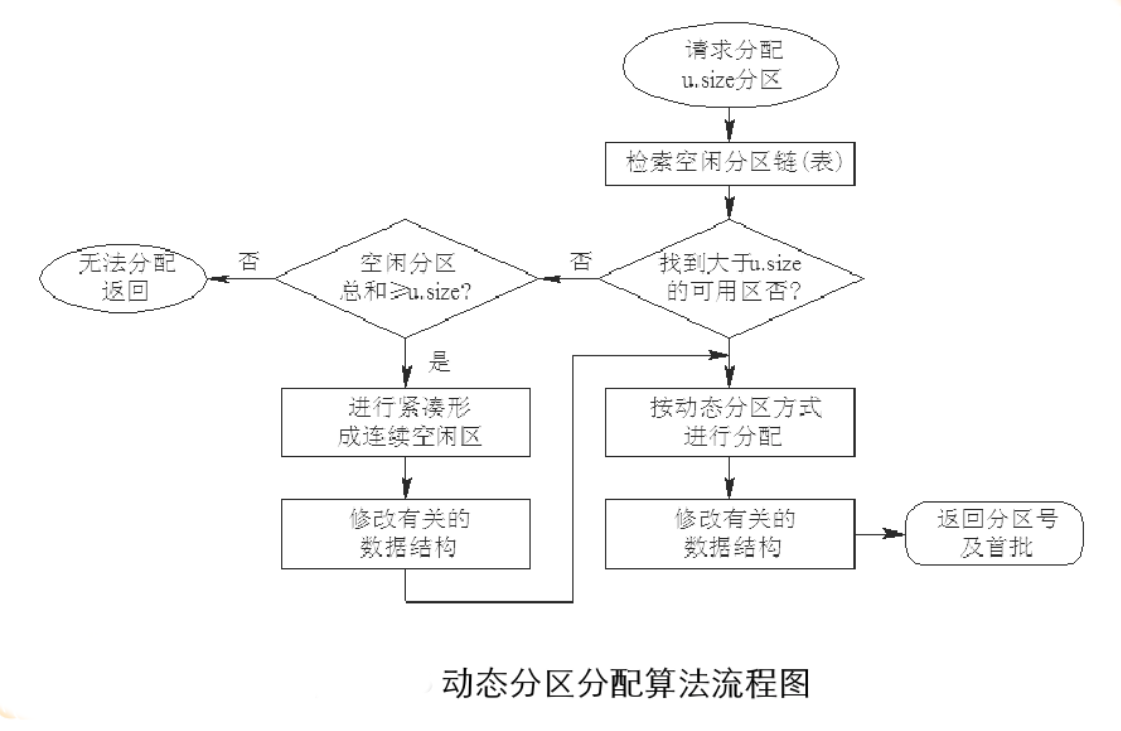 请求分配
u.size分区
检索空闲分区链(表)
找到大于u.size
的可用区否?
否
空闲分区
总和≥u.size?
否
无法分配
返回
是
进行紧凑形
成连续空闲区
修改有关的
数据结构
按动态分区方式
进行分配
修改有关的
数据结构
返回分区号
及首批
动态分区分配算法流程图